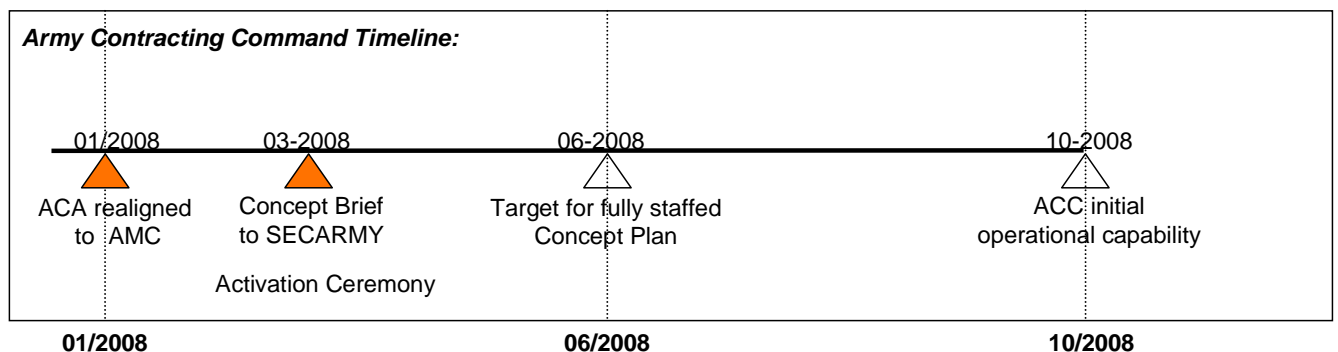 Army Contracting Command Timeline:
01/2008 03-2008 06-2008 10-2008
ACA realigned
to AMC
Concept Brief
to SECARMY
Activation Ceremony
Target for fully staffed
Concept Plan
ACC initial
operational capability
01/2008 06/2008 10/2008